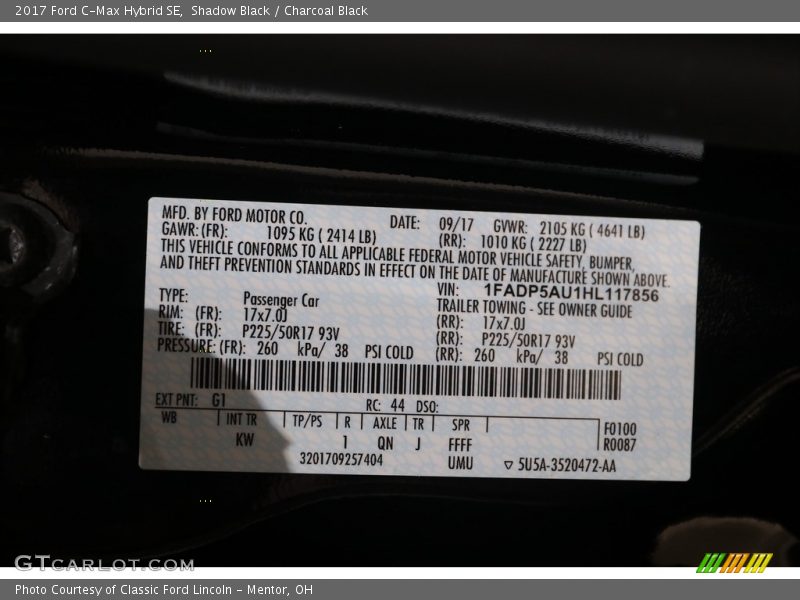 2017 Ford C-Max Hybrid SE, Shadow Black / Charcoal Black
MFD. BY FORD MOTOR CO. DATE: 09/17 GVWR: 2105 KG ( 4641 LB)
GAWR: (FR): 1095 KG ( 2414 LB) (RR): 1010 KG ( 2227 LB)
THIS VEHICLE CONFORMS TO ALL APPLICABLE FEDERAL MOTOR VEHICLE SAFETY, BUMPER,
AND THEFT PREVENTION STANDARDS IN EFFECT ON THE DATE OF MANUFACTURE SHOWN ABOVE.
VIN: 1FADP5AU1HL117856
TYPE: Passenger Car TRAILER TOWING - SEE OWNER GUIDE
RIM: (FR): 17x7.0J (RR): 17x7.0J
TIRE: (FR): P225/50R17 93V (RR): P225/50R17 93V
PRESSURE: (FR): 260 kPa/ 38 PSI COLD (RR): 260 kPa/ 38 PSI COLD
EXT PNT: G1 RC: 44 DSO:
WB INT TR TP/PS R AXLE TR SPR F0100
KW 1 QN J FFFF R0087
3201709257404 UMU ▽ 5U5A-3520472-AA
GTCarLot.com
Photo Courtesy of Classic Ford Lincoln - Mentor, OH